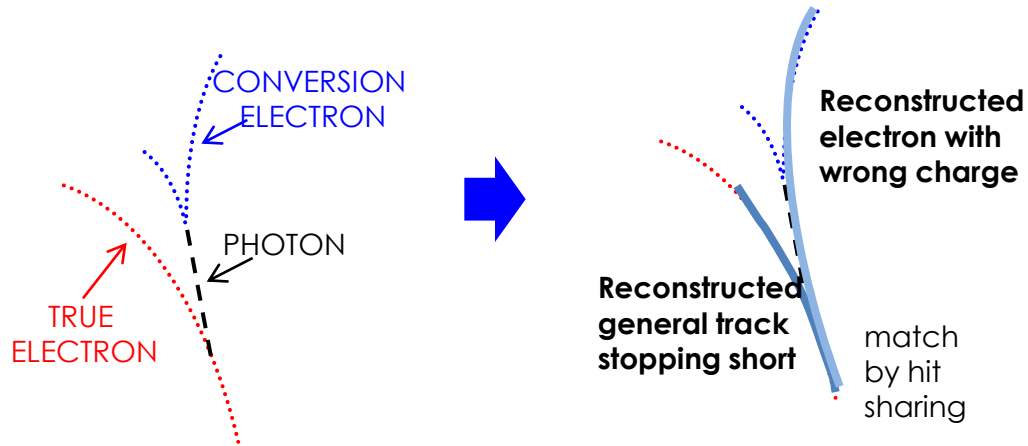 CONVERSION
ELECTRON
PHOTON
TRUE
ELECTRON
Reconstructed
electron with
wrong charge
Reconstructed
general track
stopping short
match
by hit
sharing